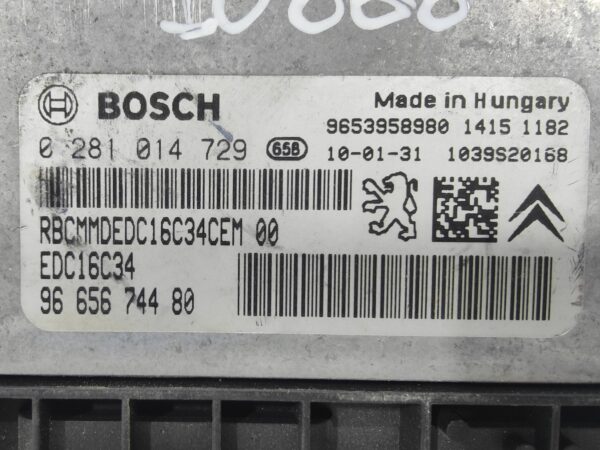 BOSCH
Made in Hungary
9653958980 1415 1182
0 281 014 729 658 10-01-31 1039S20168
RBCMMDEDC16C34CEM 00
EDC16C34
96 656 744 80